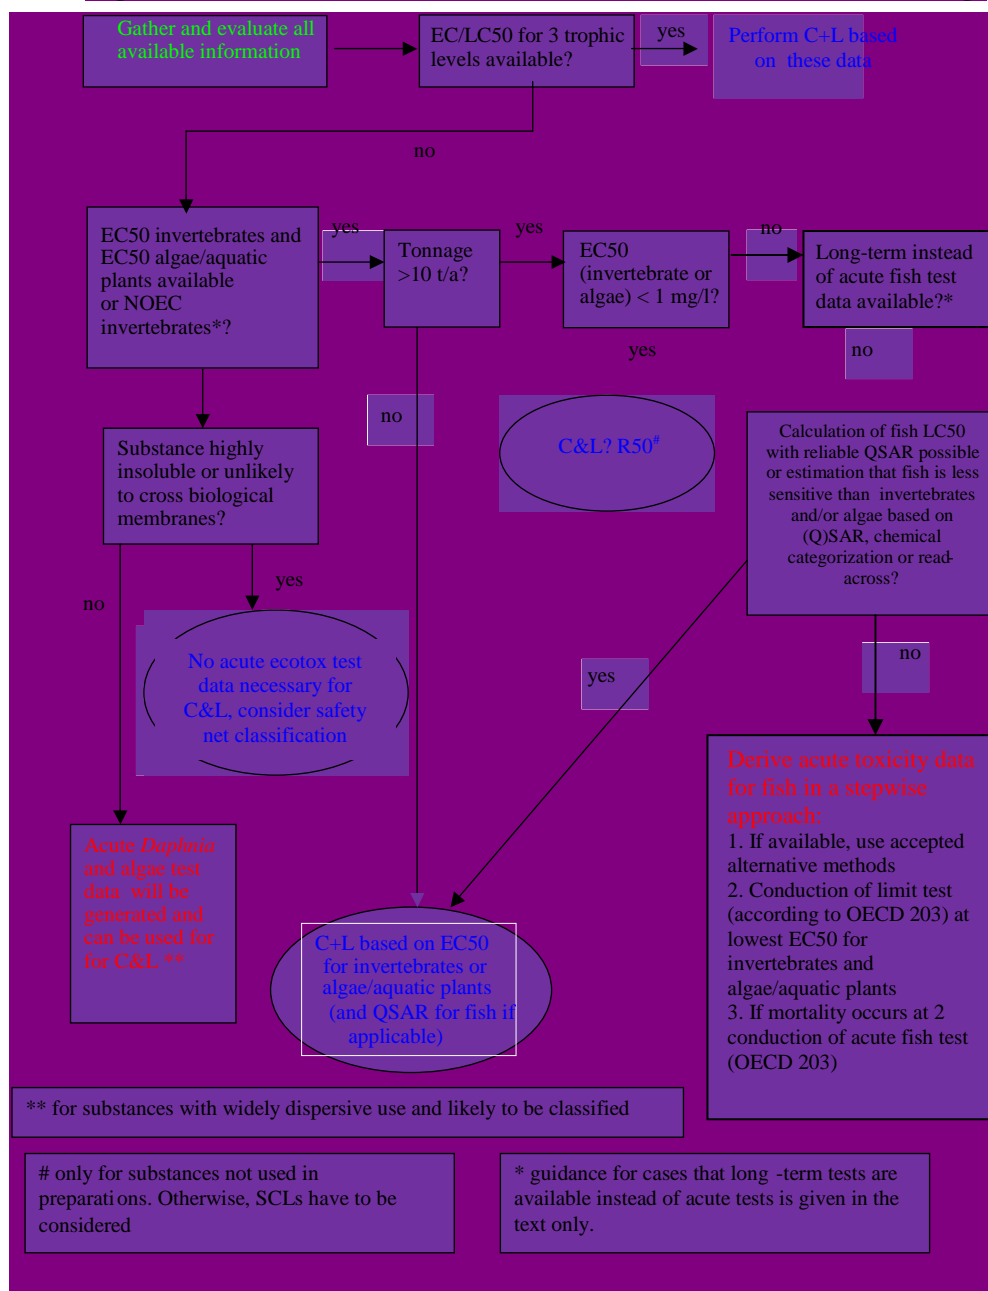 Gather and evaluate all
available information
EC/LC50 for 3 trophic
levels available?
yes
Perform C+L based
on these data
no
EC50 invertebrates and
EC50 algae/aquatic
plants available
or NOEC
invertebrates*?
yes
Tonnage
>10 t/a?
yes
EC50
(invertebrate or
algae) < 1 mg/l?
no
Long-term instead
of acute fish test
data available?*
yes
no
no
Substance highly
insoluble or unlikely
to cross biological
membranes?
C&L? R50#
Calculation of fish LC50
with reliable QSAR possible
or estimation that fish is less
sensitive than invertebrates
and/or algae based on
(Q)SAR, chemical
categorization or read-
across?
no
yes
No acute ecotox test
data necessary for
C&L, consider safety
net classification
yes
no
Derive acute toxicity data
for fish in a stepwise
approach:
1. If available, use accepted
alternative methods
2. Conduction of limit test
(according to OECD 203) at
lowest EC50 for
invertebrates and
algae/aquatic plants
3. If mortality occurs at 2
conduction of acute fish test
(OECD 203)
Acute Daphnia
and algae test
data will be
generated and
can be used for
for C&L **
C+L based on EC50
for invertebrates or
algae/aquatic plants
(and QSAR for fish if
applicable)
** for substances with widely dispersive use and likely to be classified
# only for substances not used in
preparations. Otherwise, SCLs have to be
considered
* guidance for cases that long -term tests are
available instead of acute tests is given in the
text only.